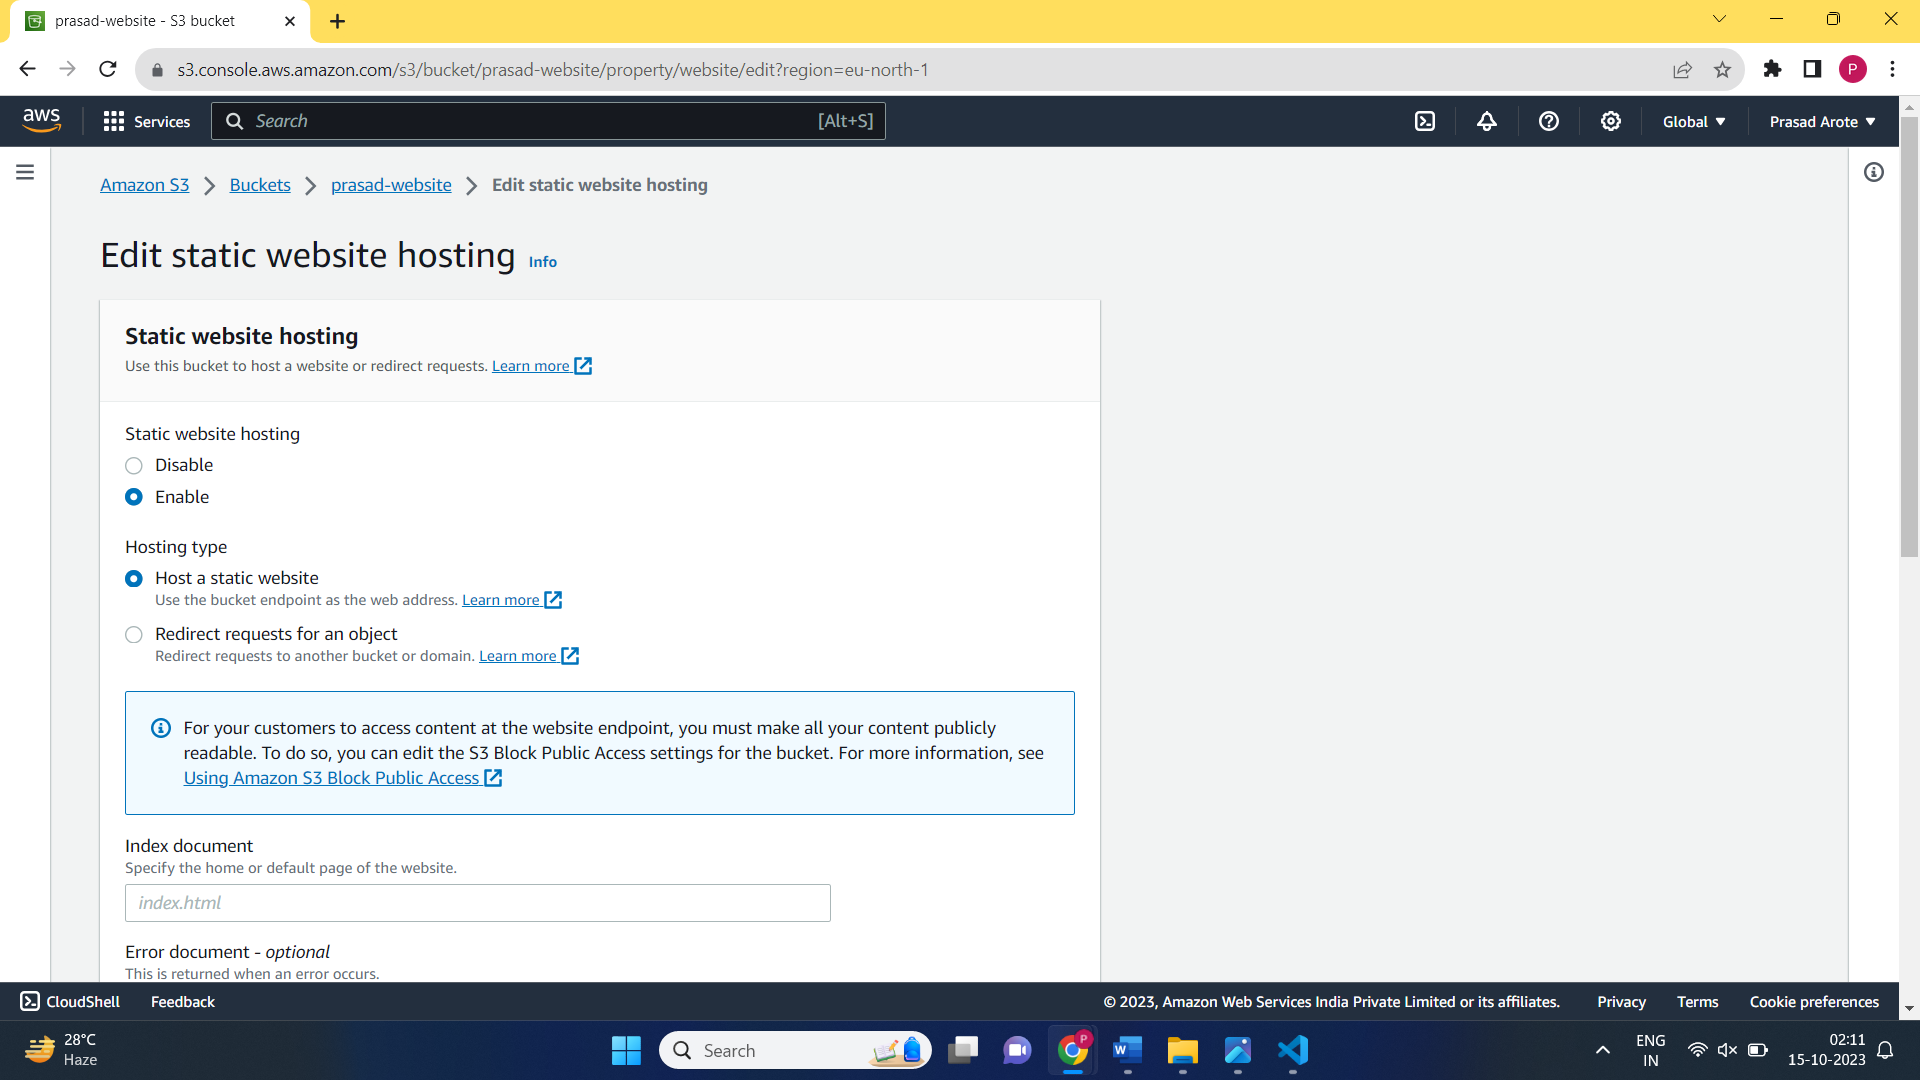 prasad-website - S3 bucket
s3.console.aws.amazon.com/s3/bucket/prasad-website/property/website/edit?region=eu-north-1
P
aws
Services
Search
[Alt+S]
Global
Prasad Arote
Amazon S3 > Buckets > prasad-website > Edit static website hosting
Edit static website hosting Info
Static website hosting
Use this bucket to host a website or redirect requests. Learn more
Static website hosting
Disable
Enable
Hosting type
Host a static website
Use the bucket endpoint as the web address. Learn more
Redirect requests for an object
Redirect requests to another bucket or domain. Learn more
For your customers to access content at the website endpoint, you must make all your content publicly
readable. To do so, you can edit the S3 Block Public Access settings for the bucket. For more information, see
Using Amazon S3 Block Public Access
Index document
Specify the home or default page of the website.
index.html
Error document - optional
This is returned when an error occurs.
CloudShell
Feedback
© 2023, Amazon Web Services India Private Limited or its affiliates.
Privacy
Terms
Cookie preferences
28°C
Haze
Search
P
W
ENG
IN
02:11
15-10-2023